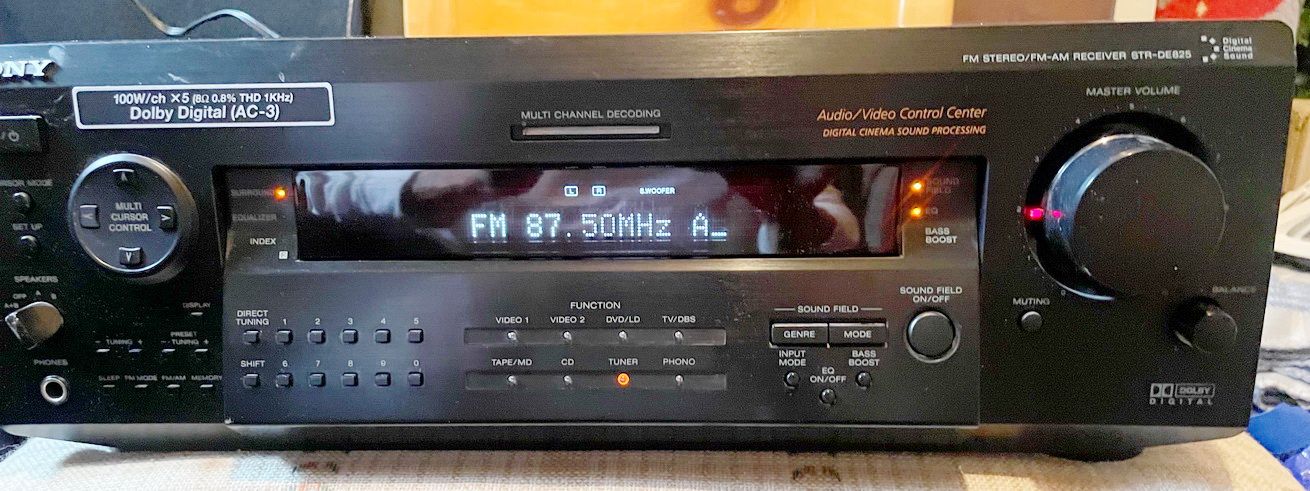 ONY
FM STEREO/FM-AM RECEIVER STR-DE825
Digital
Cinema
Sound
100W/ch X5 (8Ω 0.8% THD 1KHz)
Dolby Digital (AC-3)
MULTI CHANNEL DECODING
Audio/Video Control Center
DIGITAL CINEMA SOUND PROCESSING
MASTER VOLUME
MULTI
CURSOR
CONTROL
RSOR MODE
SET UP
SPEAKERS
OFF A B
A+B
PHONES
SURROUND
EQUALIZER
INDEX
L R S.WOOFER
FM 87.50MHz A_
SOUND
FIELD
EQ
BASS
BOOST
DISPLAY
PRESET
- TUNING + - TUNING +
SLEEP FM MODE FM/AM MEMORY
DIRECT
TUNING 1 2 3 4 5
SHIFT 6 7 8 9 0
FUNCTION
VIDEO 1 VIDEO 2 DVD/LD TV/DBS
TAPE/MD CD TUNER PHONO
SOUND FIELD
GENRE MODE
INPUT
MODE
EQ
ON/OFF
BASS
BOOST
SOUND FIELD
ON/OFF
MUTING
BALANCE
DOLBY
DIGITAL